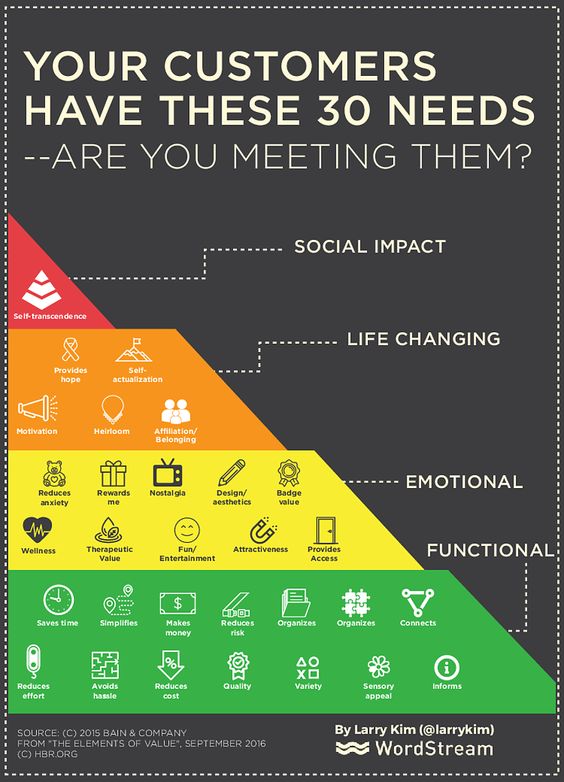 YOUR CUSTOMERS
HAVE THESE 30 NEEDS
--ARE YOU MEETING THEM?
SOCIAL IMPACT
Self-transcendence
LIFE CHANGING
Provides
hope
Self-
actualization
Motivation
Heirloom
Affiliation/
Belonging
EMOTIONAL
Reduces
anxiety
Rewards
me
Nostalgia
Design/
aesthetics
Badge
value
Wellness
Therapeutic
Value
Fun/
Entertainment
Attractiveness
Provides
Access
FUNCTIONAL
Saves time
Simplifies
Makes
money
$
Reduces
risk
Organizes
Organizes
Connects
Reduces
effort
Avoids
hassle
%
Reduces
cost
Quality
Variety
Sensory
appeal
i
Informs
SOURCE: (C) 2015 BAIN & COMPANY
FROM "THE ELEMENTS OF VALUE", SEPTEMBER 2016
(C) HBR.ORG
By Larry Kim (@larrykim)
WordStream